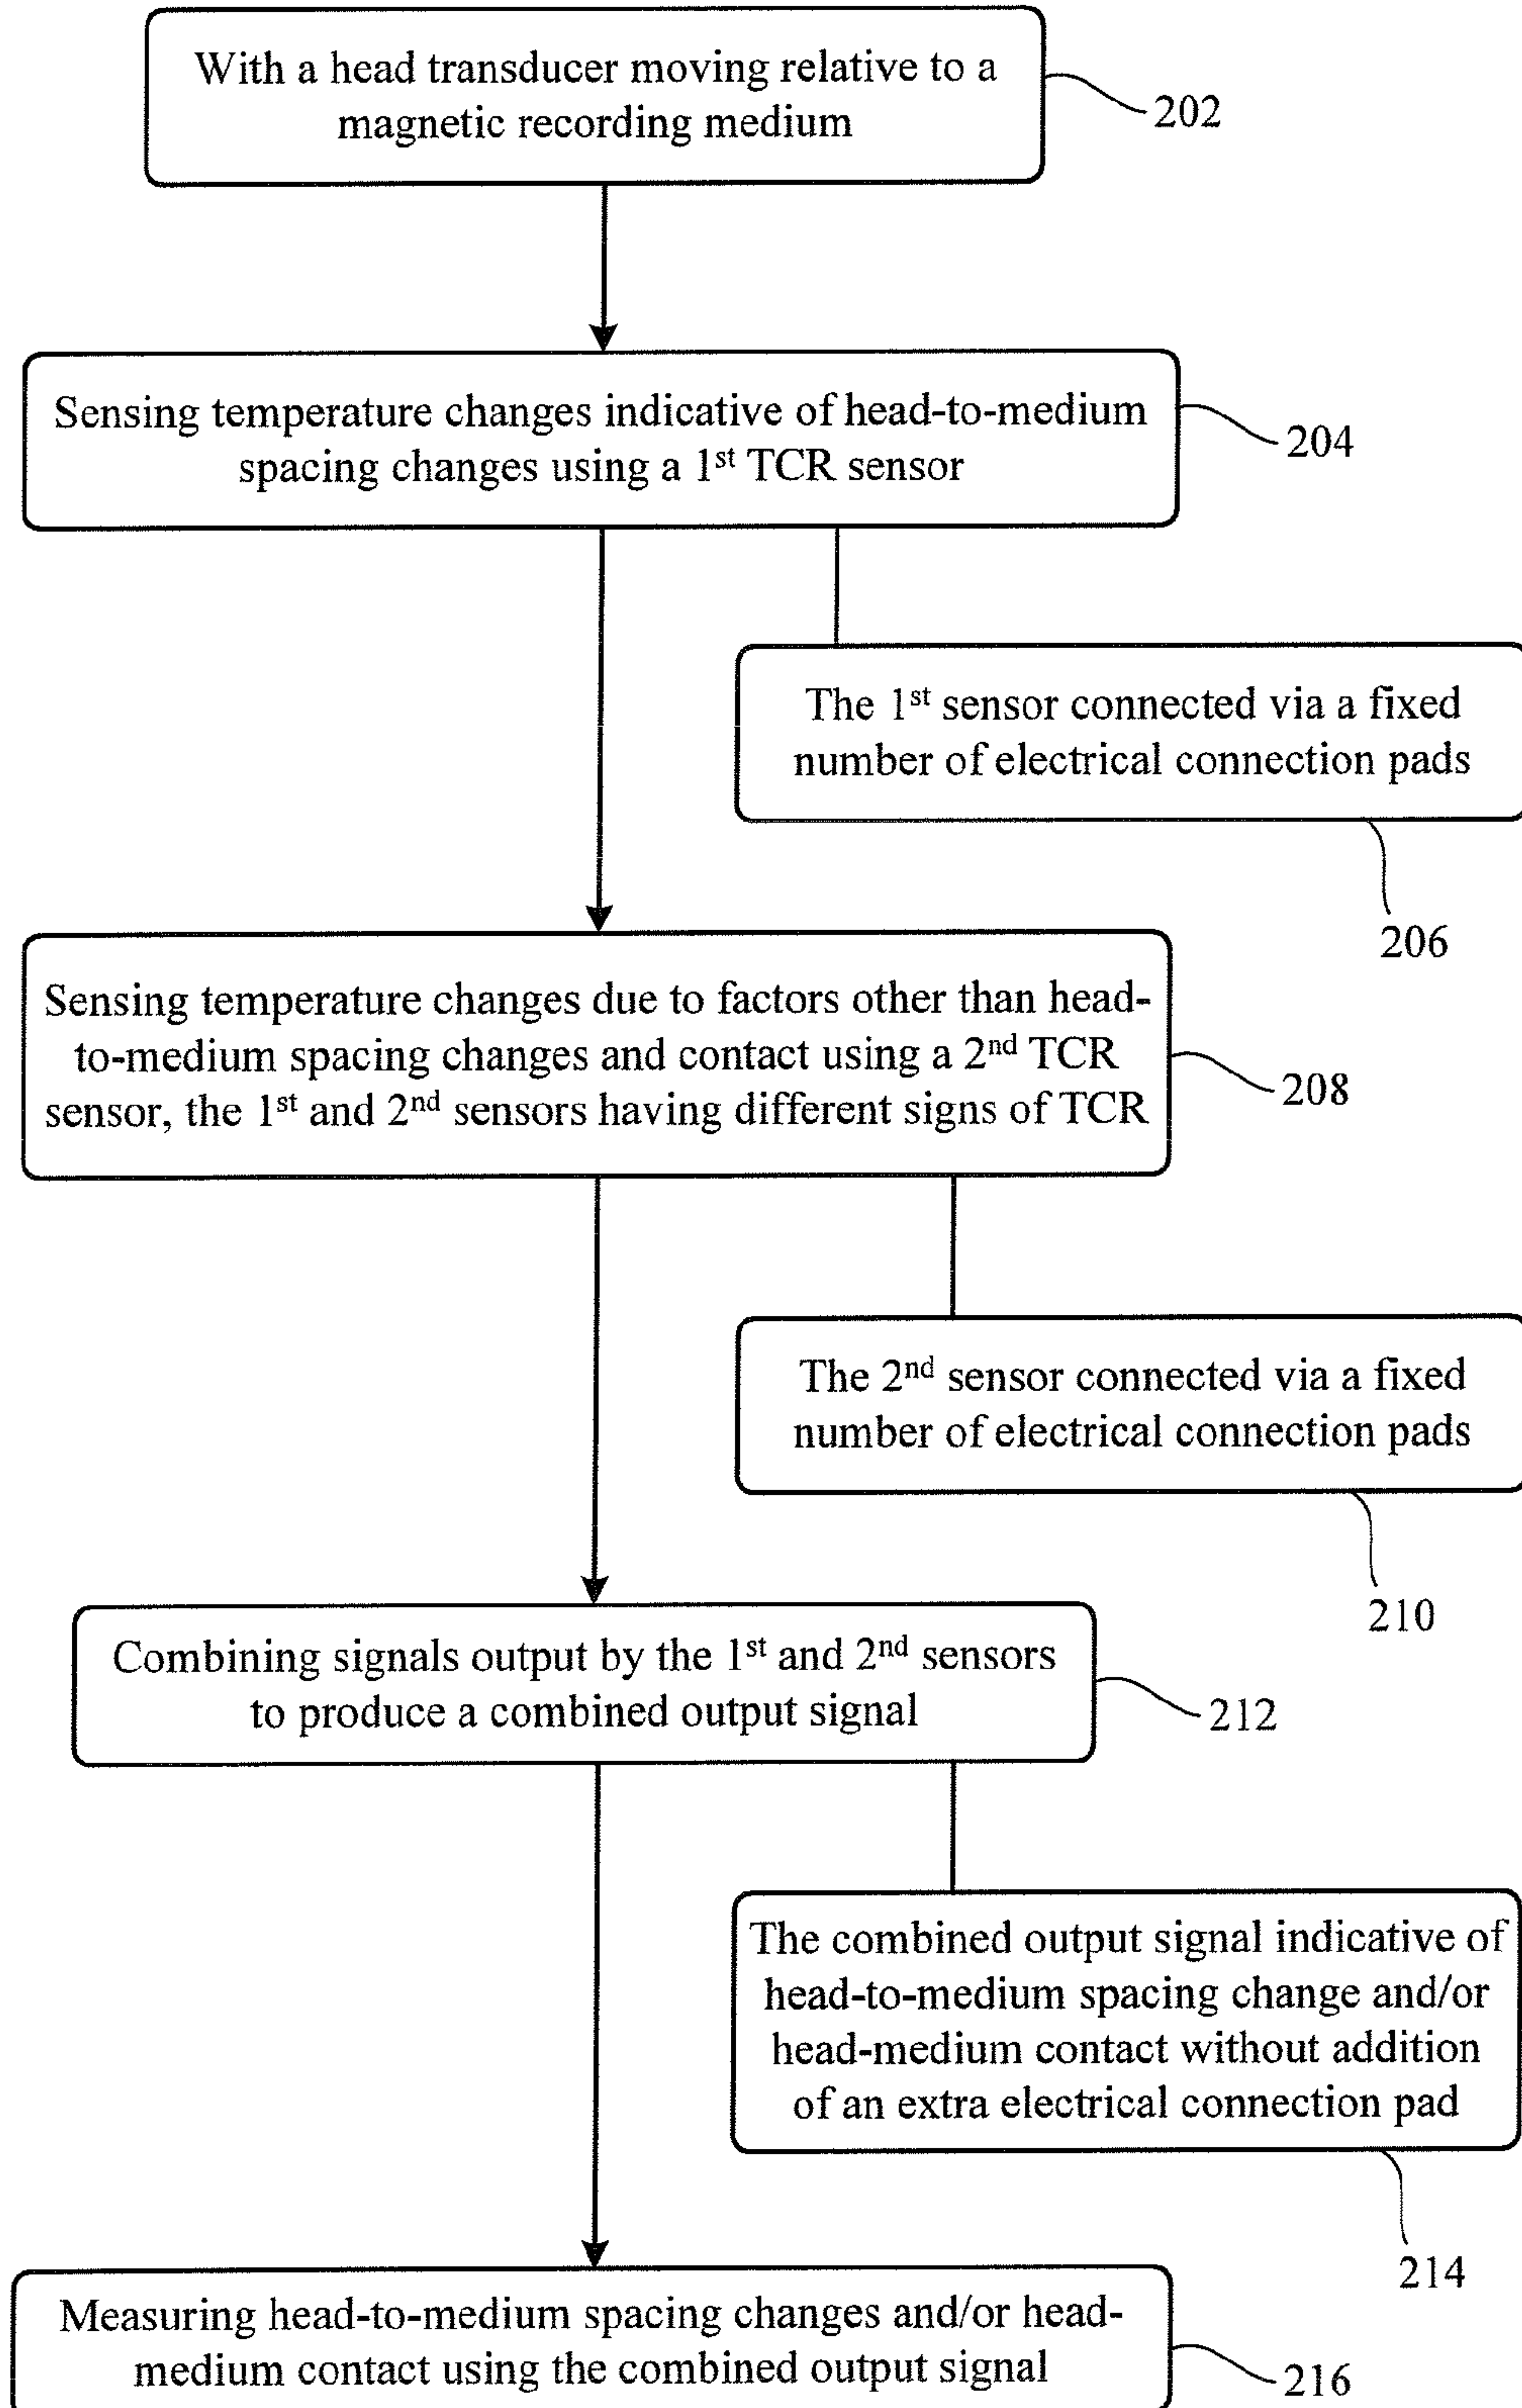 With a head transducer moving relative to a
magnetic recording medium
202
Sensing temperature changes indicative of head-to-medium
spacing changes using a 1st TCR sensor
204
The 1st sensor connected via a fixed
number of electrical connection pads
206
Sensing temperature changes due to factors other than head-
to-medium spacing changes and contact using a 2nd TCR
sensor, the 1st and 2nd sensors having different signs of TCR
208
The 2nd sensor connected via a fixed
number of electrical connection pads
210
Combining signals output by the 1st and 2nd sensors
to produce a combined output signal
212
The combined output signal indicative of
head-to-medium spacing change and/or
head-medium contact without addition
of an extra electrical connection pad
214
Measuring head-to-medium spacing changes and/or head-
medium contact using the combined output signal
216